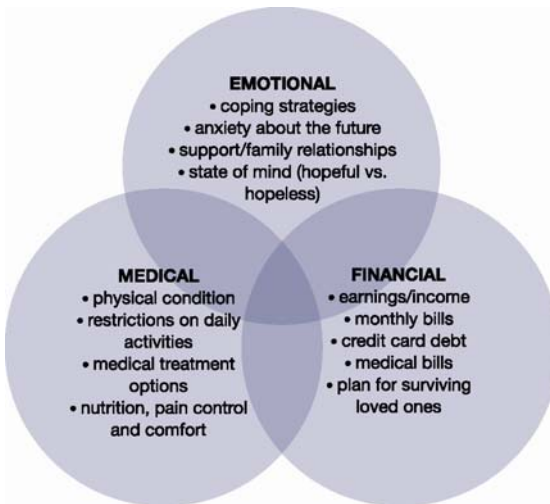 EMOTIONAL
• coping strategies
• anxiety about the future
• support/family relationships
• state of mind (hopeful vs.
hopeless)
MEDICAL
• physical condition
• restrictions on daily
activities
• medical treatment
options
• nutrition, pain control
and comfort
FINANCIAL
• earnings/income
• monthly bills
• credit card debt
• medical bills
• plan for surviving
loved ones